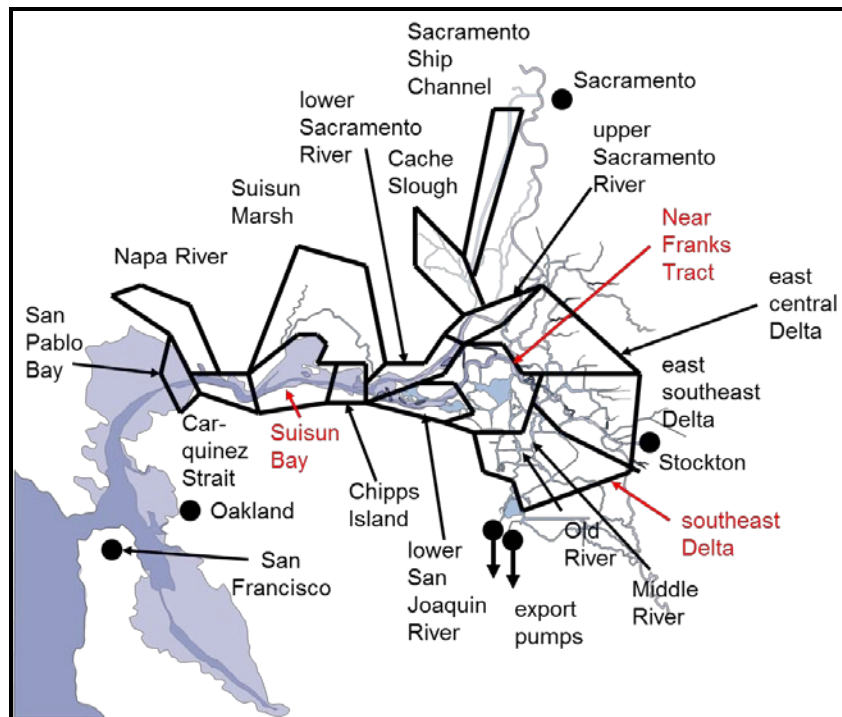 Sacramento
Ship
Channel
Sacramento
lower
Sacramento
River
upper
Sacramento
River
Cache
Slough
Suisun
Marsh
Near
Franks
Tract
Napa River
east
central
Delta
San
Pablo
Bay
east
southeast
Delta
Car-
quinez
Strait
Suisun
Bay
Stockton
Chipps
Island
Oakland
southeast
Delta
Old
River
lower
San
Joaquin
River
San
Francisco
Middle
River
export
pumps